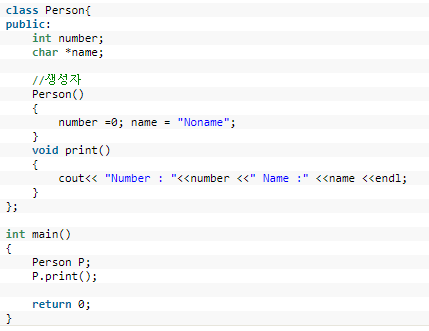 class Person{
public:
    int number;
    char *name;

    //생성자
    Person()
    {
        number =0; name = "Noname";
    }
    void print()
    {
        cout<< "Number : "<<number <<" Name :" <<name <<endl;
    }
};

int main()
{
    Person P;
    P.print();

    return 0;
}